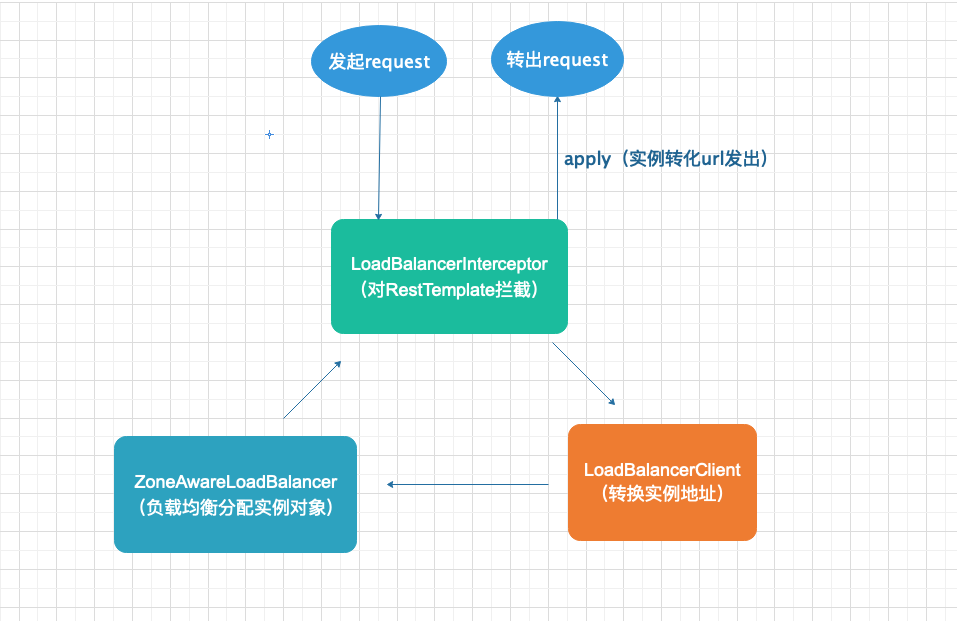 发起request
转出request
apply（实例转化url发出）
LoadBalancerInterceptor
（对RestTemplate拦截）
ZoneAwareLoadBalancer
（负载均衡分配实例对象）
LoadBalancerClient
（转换实例地址）